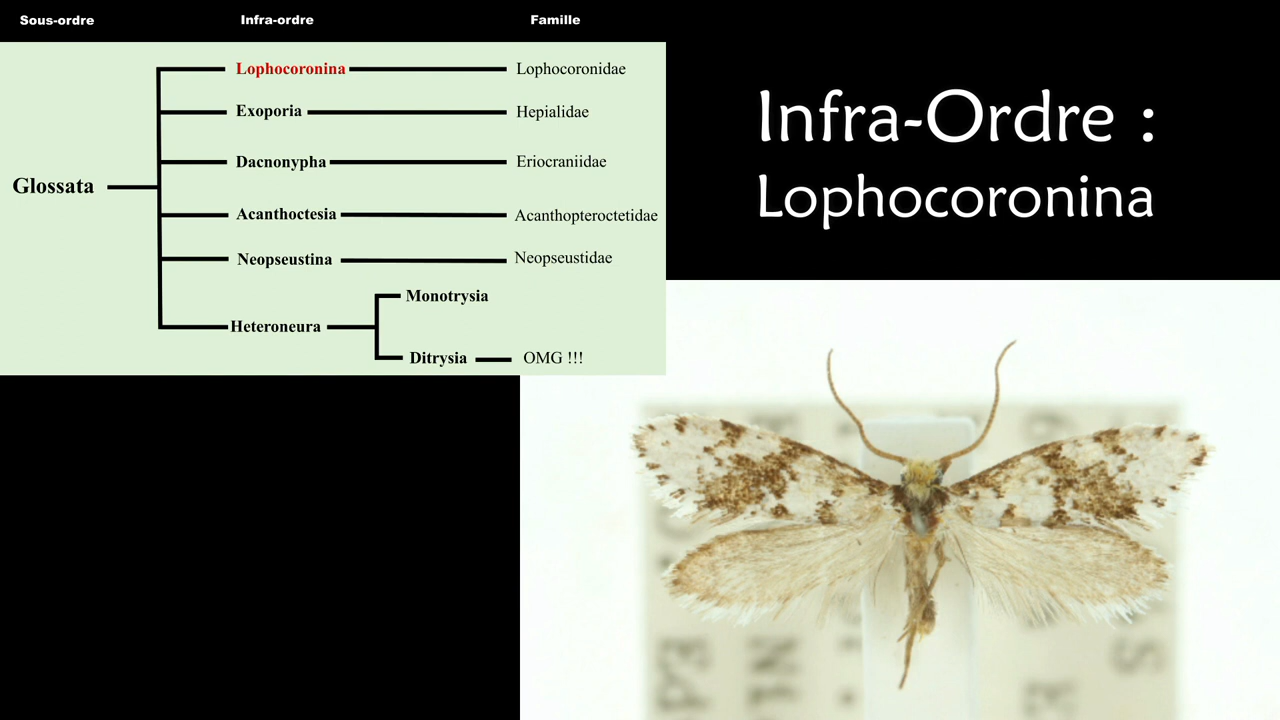 Sous-ordre Infra-ordre Famille
Lophocoronina Lophocoronidae
Exoporia Hepialidae
Dacnonypha Eriocraniidae
Glossata
Acanthoctesia Acanthopteroctetidae
Neopseustina Neopseustidae
Monotrysia
Heteroneura
Ditrysia OMG !!!
Infra-Ordre :
Lophocoronina